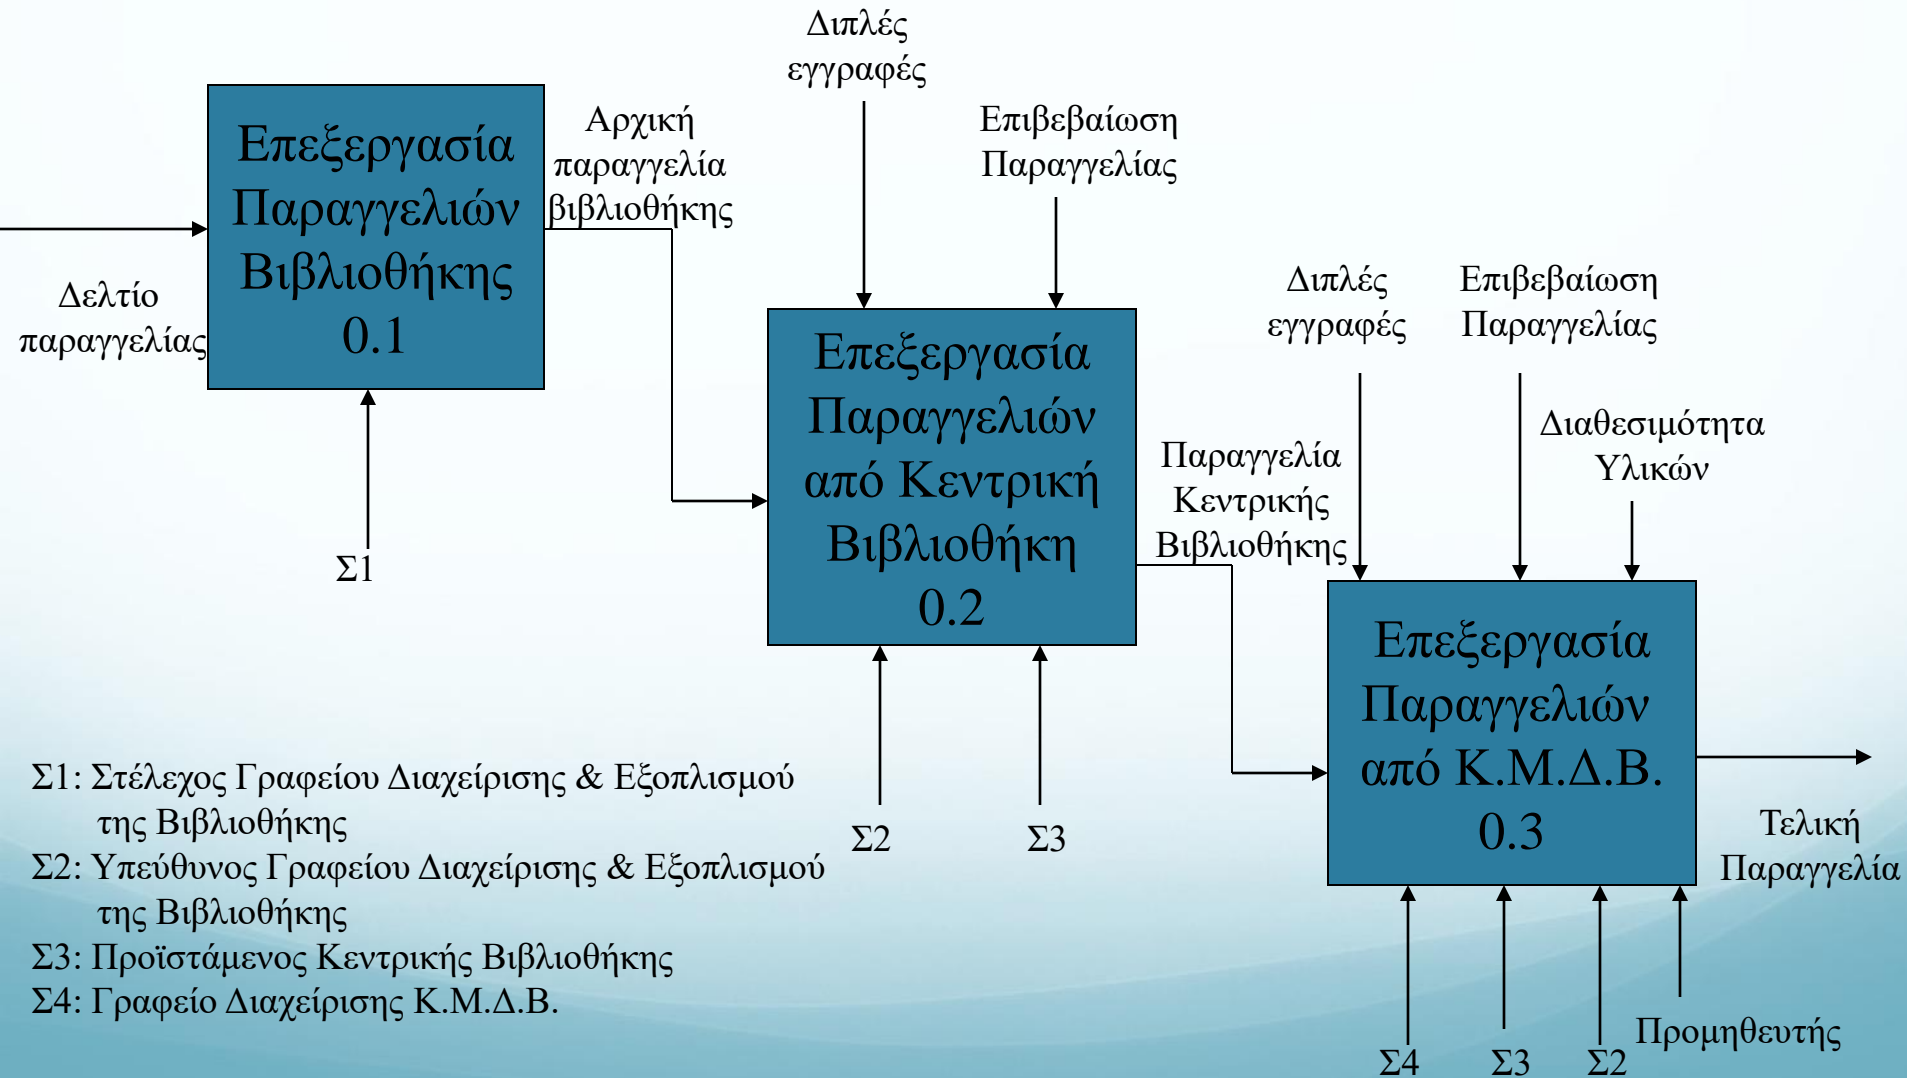 Διπλές
εγγραφές
Επεξεργασία
Παραγγελιών
Βιβλιοθήκης
0.1
Αρχική
παραγγελία
βιβλιοθήκης
Επιβεβαίωση
Παραγγελίας
Δελτίο
παραγγελίας
Σ1
Επεξεργασία
Παραγγελιών
από Κεντρική
Βιβλιοθήκη
0.2
Διπλές
εγγραφές
Επιβεβαίωση
Παραγγελίας
Διαθεσιμότητα
Υλικών
Παραγγελία
Κεντρικής
Βιβλιοθήκης
Επεξεργασία
Παραγγελιών
από Κ.Μ.Δ.Β.
0.3
Σ2
Σ3
Τελική
Παραγγελία
Σ1: Στέλεχος Γραφείου Διαχείρισης & Εξοπλισμού
της Βιβλιοθήκης
Σ2: Υπεύθυνος Γραφείου Διαχείρισης & Εξοπλισμού
της Βιβλιοθήκης
Σ3: Προϊστάμενος Κεντρικής Βιβλιοθήκης
Σ4: Γραφείο Διαχείρισης Κ.Μ.Δ.Β.
Σ4
Σ3
Σ2
Προμηθευτής